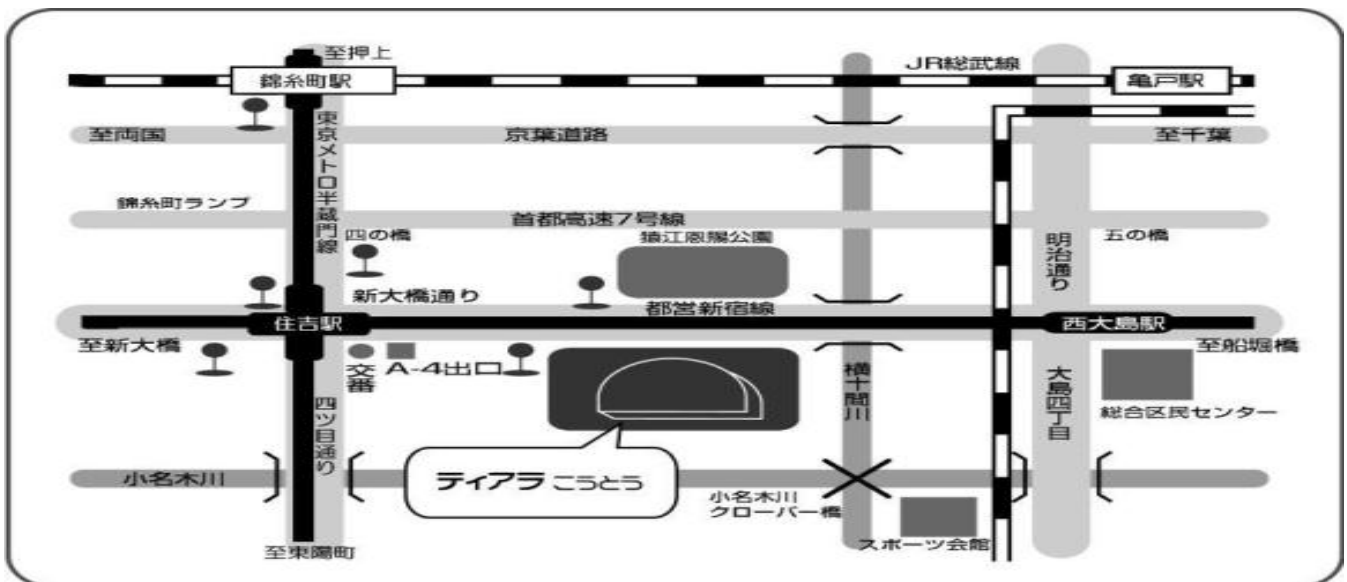 至押上
JR総武線
錦糸町駅
亀戸駅
至両国
京葉道路
至千葉
東京メトロ半蔵門線
錦糸町ランプ
首都高速7号線
四の橋
猿江恩賜公園
明治通り
五の橋
新大橋通り
都営新宿線
住吉駅
西大島駅
至新大橋
至船堀橋
交番
A-4出口
横十間川
大島四丁目
総合区民センター
四ツ目通り
小名木川
ティアラこうとう
小名木川
クローバー橋
スポーツ会館
至東陽町